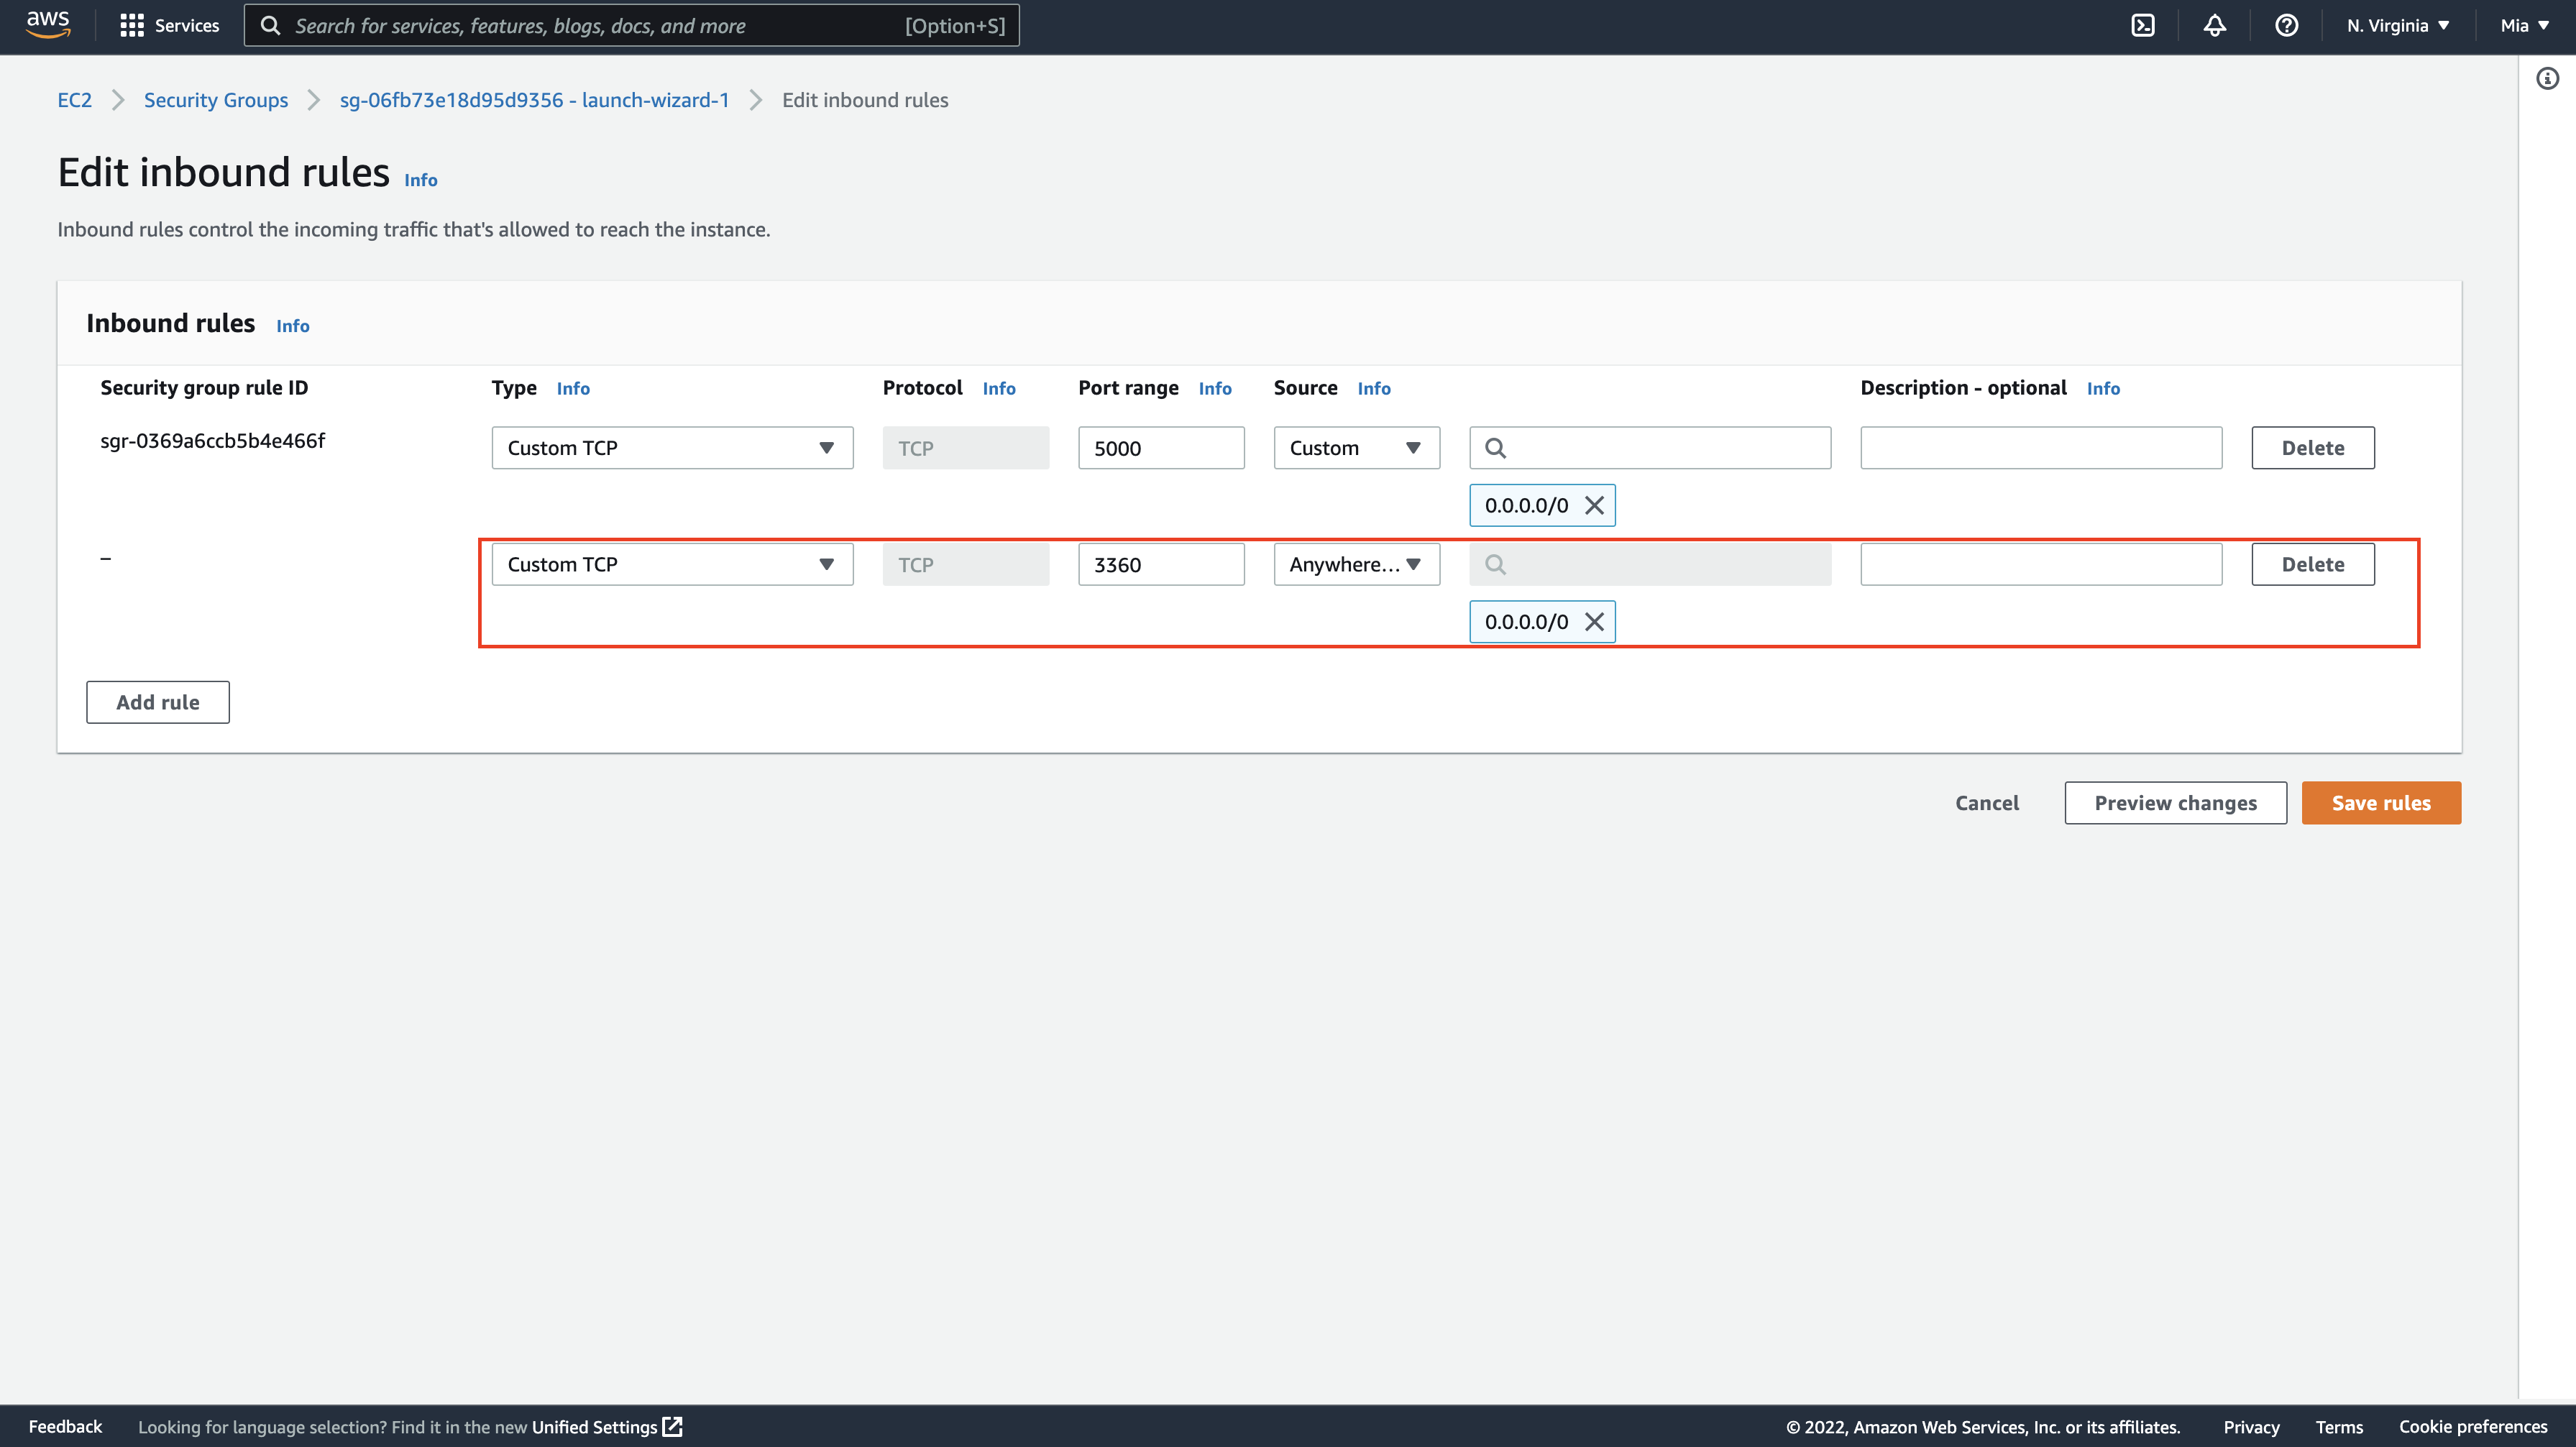 aws Services Search for services, features, blogs, docs, and more [Option+S] N. Virginia Mia
EC2 Security Groups sg-06fb73e18d95d9356 - launch-wizard-1 Edit inbound rules
Edit inbound rules Info
Inbound rules control the incoming traffic that's allowed to reach the instance.
Inbound rules Info
Security group rule ID Type Info Protocol Info Port range Info Source Info Description - optional Info
sgr-0369a6ccb5b4e466f Custom TCP TCP 5000 Custom Delete
0.0.0.0/0
– Custom TCP TCP 3360 Anywhere... Delete
0.0.0.0/0
Add rule
Cancel Preview changes Save rules
Feedback Looking for language selection? Find it in the new Unified Settings © 2022, Amazon Web Services, Inc. or its affiliates. Privacy Terms Cookie preferences